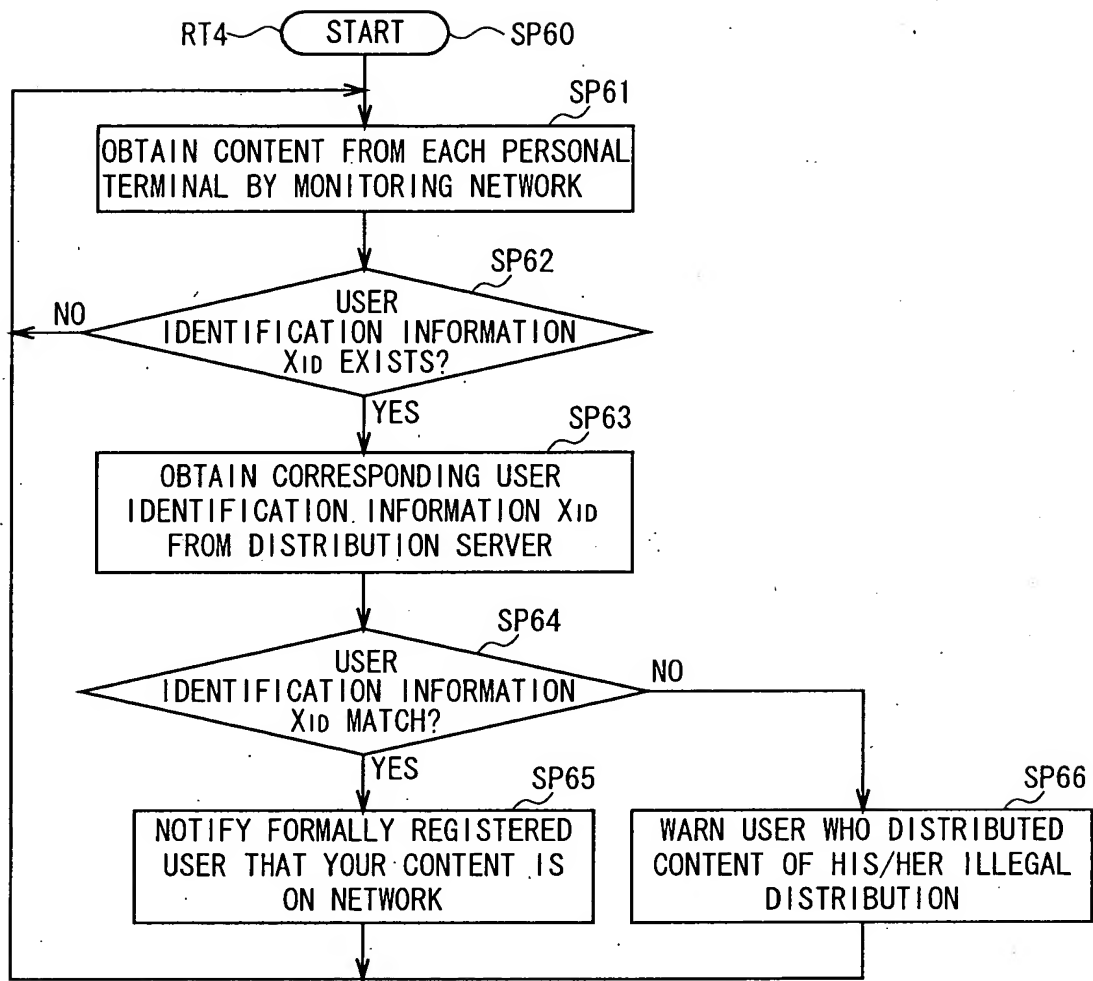 RT4 START SP60
SP61
OBTAIN CONTENT FROM EACH PERSONAL
TERMINAL BY MONITORING NETWORK
SP62
USER
IDENTIFICATION INFORMATION
XID EXISTS?
NO
YES
SP63
OBTAIN CORRESPONDING USER
IDENTIFICATION INFORMATION XID
FROM DISTRIBUTION SERVER
SP64
USER
IDENTIFICATION INFORMATION
XID MATCH?
NO
YES
SP65
NOTIFY FORMALLY REGISTERED
USER THAT YOUR CONTENT IS
ON NETWORK
SP66
WARN USER WHO DISTRIBUTED
CONTENT OF HIS/HER ILLEGAL
DISTRIBUTION